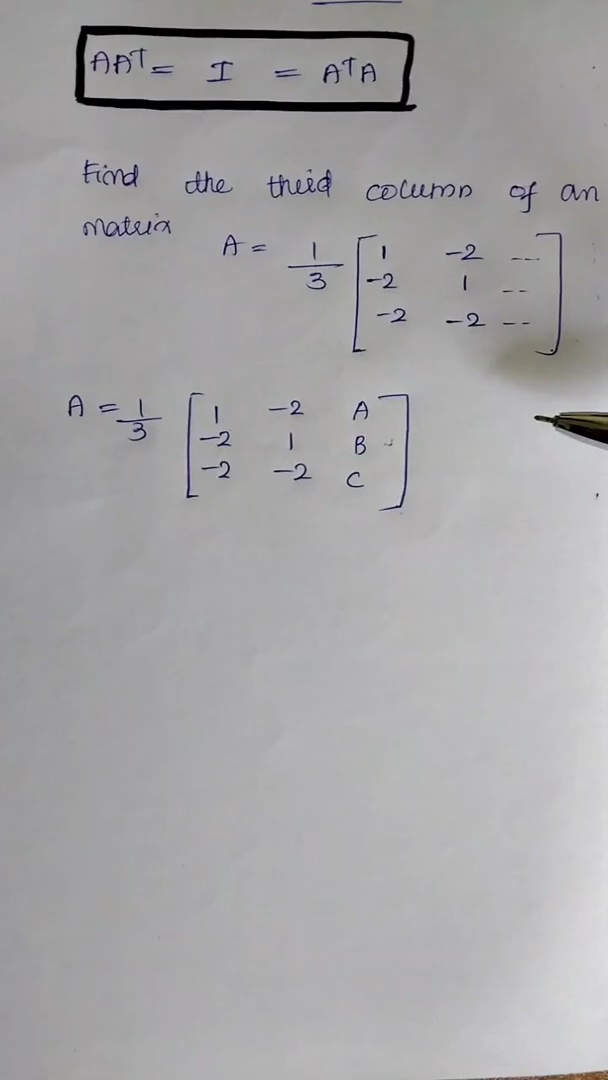 AAᵀ = I = AᵀA
Find the third column of an
matrix
A = 1/3 [ 1 -2 ---
-2 1 --
-2 -2 -- ]
A = 1/3 [ 1 -2 A
-2 1 B
-2 -2 C ]